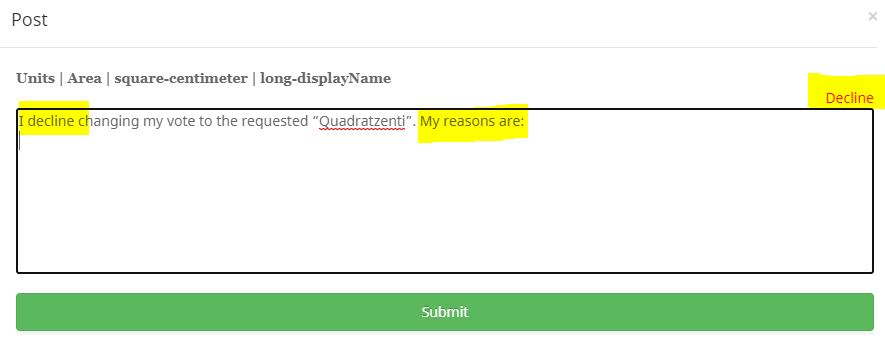 Post
×
Units | Area | square-centimeter | long-displayName
Decline
I decline changing my vote to the requested “Quadratzenti”. My reasons are:
Submit